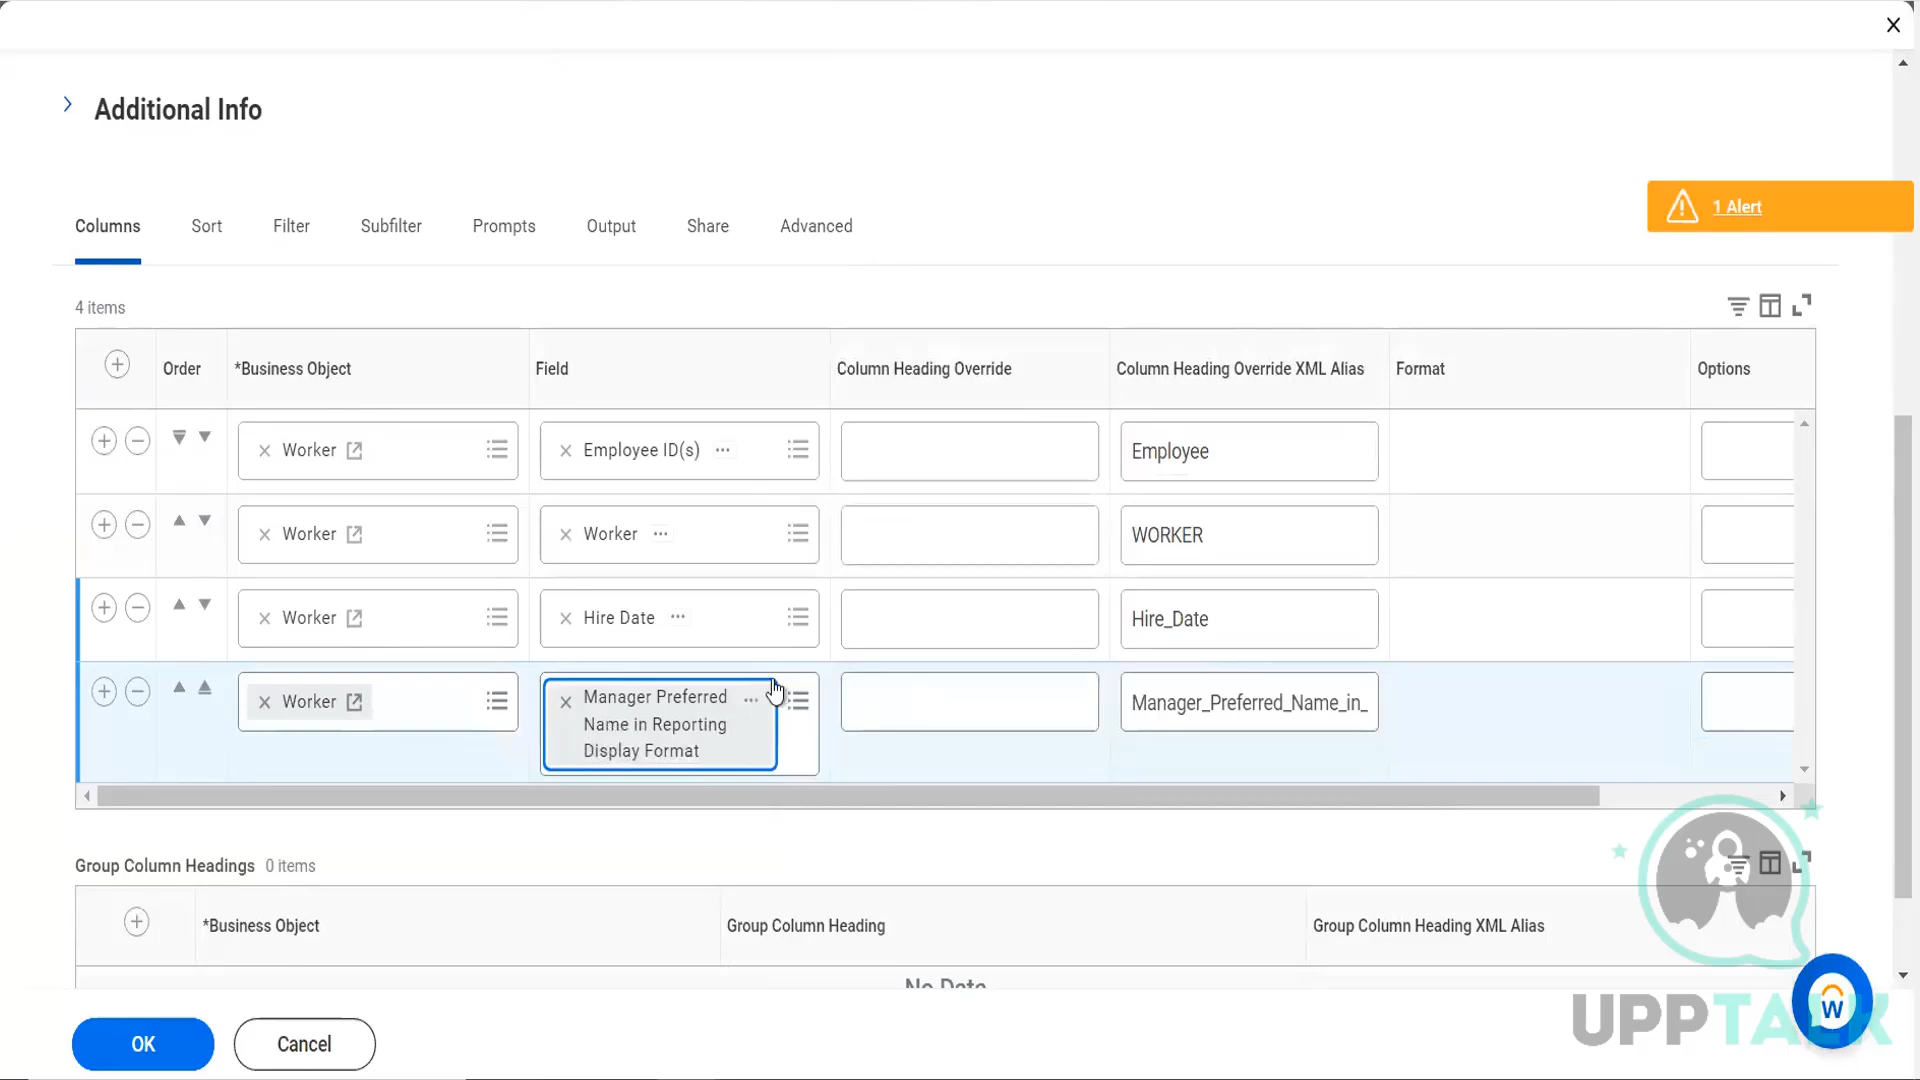 Additional Info
1 Alert
Columns Sort Filter Subfilter Prompts Output Share Advanced
4 items
Order *Business Object Field Column Heading Override Column Heading Override XML Alias Format Options
Worker Employee ID(s) Employee
Worker Worker WORKER
Worker Hire Date Hire_Date
Worker Manager Preferred Manager_Preferred_Name_in_
Name in Reporting
Display Format
Group Column Headings 0 items
*Business Object Group Column Heading Group Column Heading XML Alias
No Data
OK Cancel
W
UPPTALK